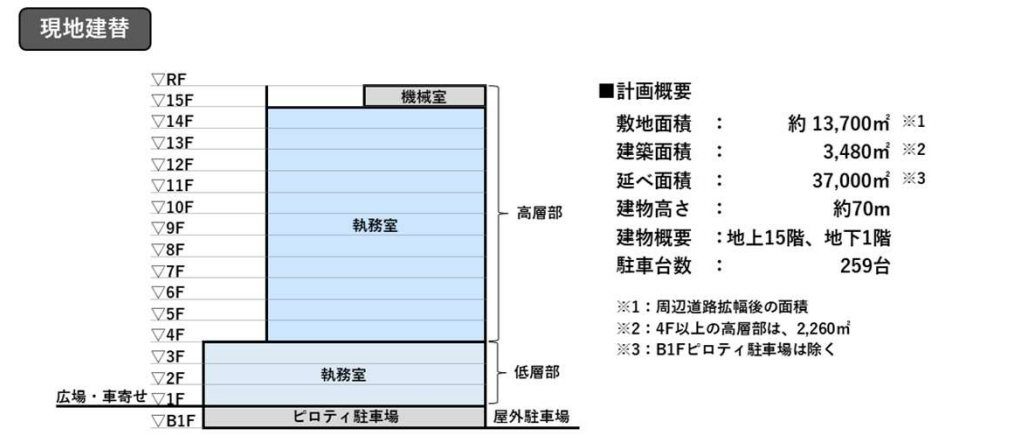 現地建替
▽RF
▽15F
▽14F
▽13F
▽12F
▽11F
▽10F
▽9F
▽8F
▽7F
▽6F
▽5F
▽4F
▽3F
▽2F
広場・車寄せ ▽1F
▽B1F
機械室
執務室
高層部
執務室
低層部
ピロティ駐車場
屋外駐車場
■計画概要
敷地面積 : 約 13,700㎡ ※1
建築面積 : 3,480㎡ ※2
延べ面積 : 37,000㎡ ※3
建物高さ : 約70m
建物概要 :地上15階、地下1階
駐車台数 : 259台
※1：周辺道路拡幅後の面積
※2：4F以上の高層部は、2,260㎡
※3：B1Fピロティ駐車場は除く